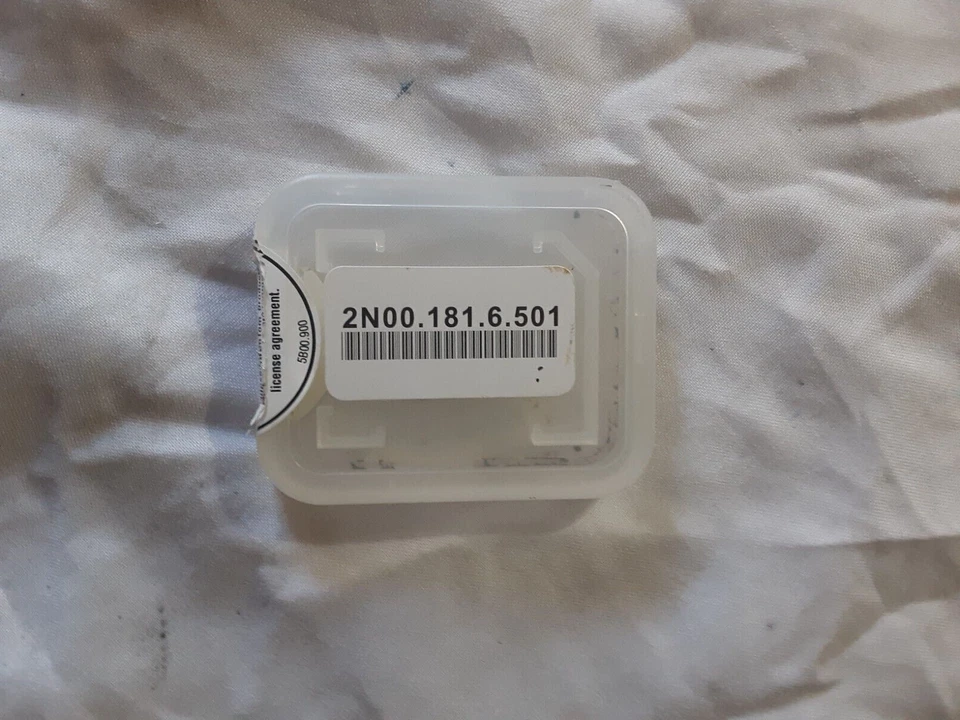 2N00.181.6.501
license agreement.
5800.900